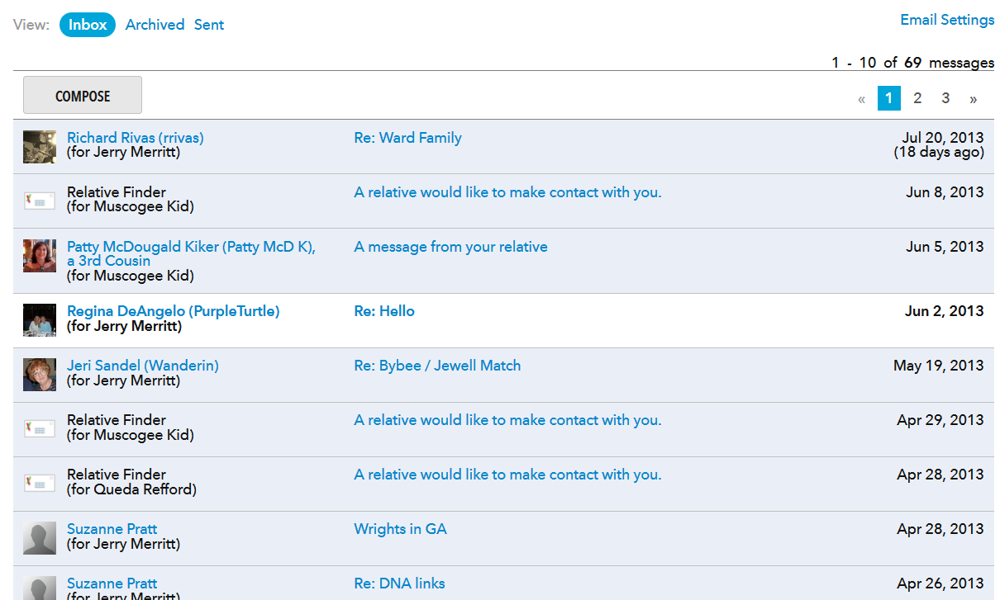 View: Inbox Archived Sent Email Settings
1 - 10 of 69 messages
COMPOSE « 1 2 3 »
Richard Rivas (rrivas) Re: Ward Family Jul 20, 2013
(for Jerry Merritt) (18 days ago)
Relative Finder A relative would like to make contact with you. Jun 8, 2013
(for Muscogee Kid)
Patty McDougald Kiker (Patty McD K), A message from your relative Jun 5, 2013
a 3rd Cousin
(for Muscogee Kid)
Regina DeAngelo (PurpleTurtle) Re: Hello Jun 2, 2013
(for Jerry Merritt)
Jeri Sandel (Wanderin) Re: Bybee / Jewell Match May 19, 2013
(for Jerry Merritt)
Relative Finder A relative would like to make contact with you. Apr 29, 2013
(for Muscogee Kid)
Relative Finder A relative would like to make contact with you. Apr 28, 2013
(for Queda Refford)
Suzanne Pratt Wrights in GA Apr 28, 2013
(for Jerry Merritt)
Suzanne Pratt Re: DNA links Apr 26, 2013
(for Jerry Merritt)